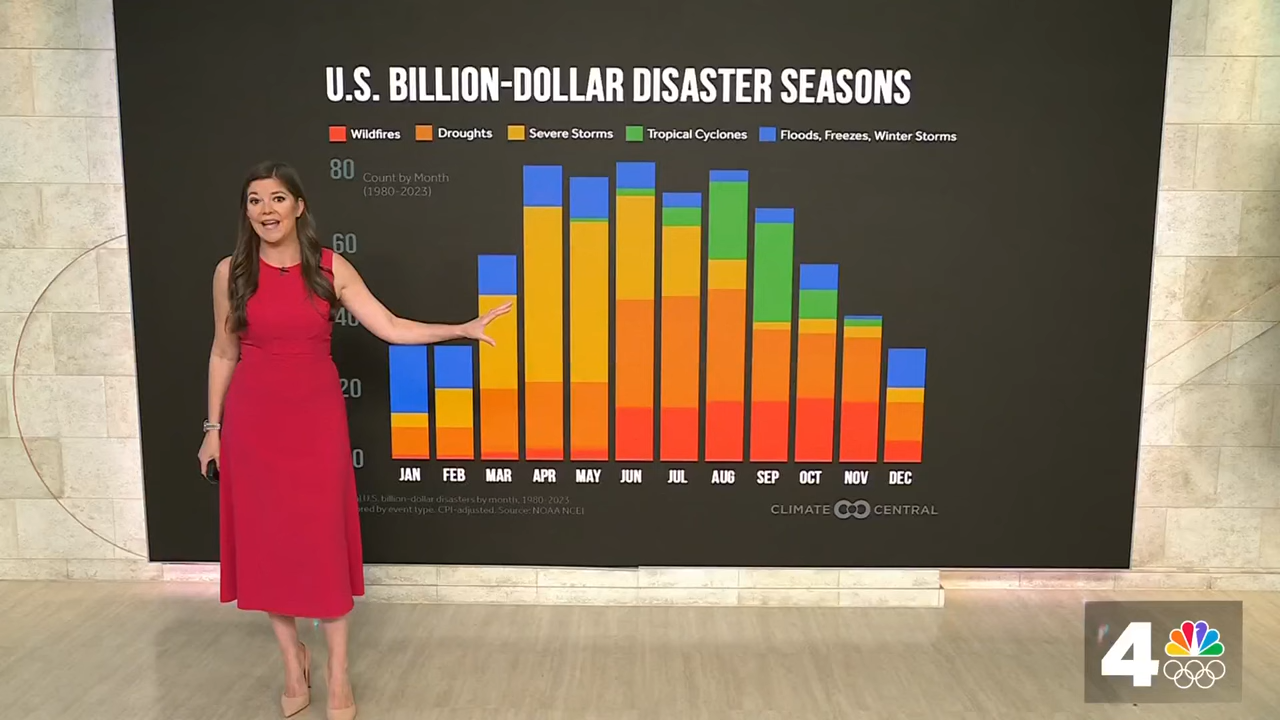 U.S. BILLION-DOLLAR DISASTER SEASONS
Wildfires Droughts Severe Storms Tropical Cyclones Floods, Freezes, Winter Storms
80
Count by Month
(1980-2023)
60
40
20
0
JAN FEB MAR APR MAY JUN JUL AUG SEP OCT NOV DEC
U.S. billion-dollar disasters by month, 1980-2023
by event type. CPI-adjusted. Source: NOAA NCEI
CLIMATE CENTRAL
4